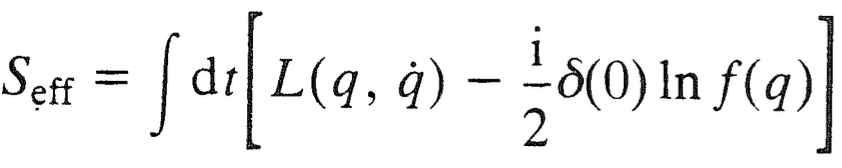 S_eff = ∫ dt [ L(q, q̇) − i/2 δ(0) ln f(q) ]